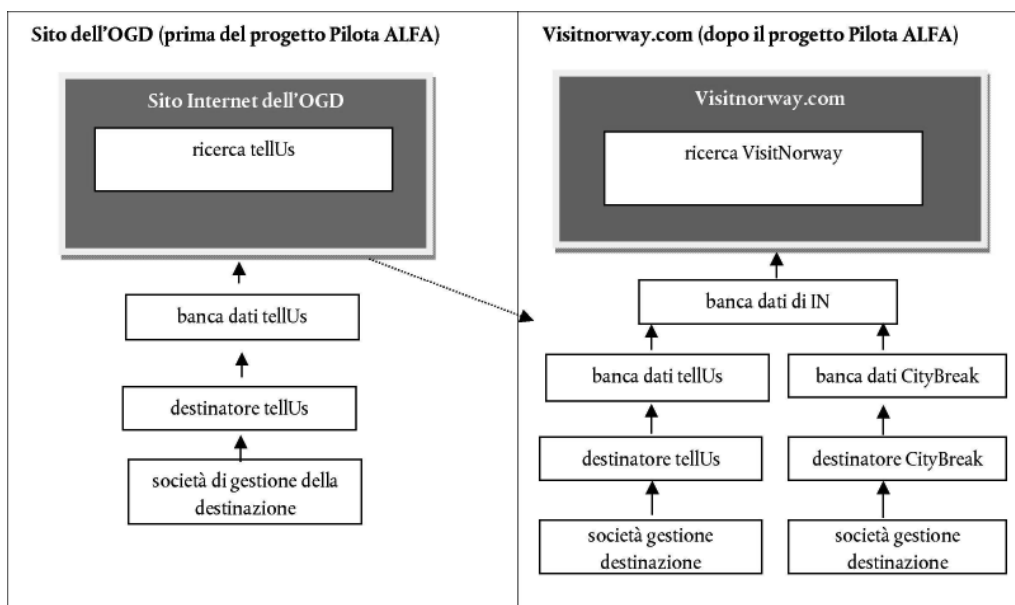 Sito dell'OGD (prima del progetto Pilota ALFA)
Sito Internet dell'OGD
ricerca tellUs
banca dati tellUs
destinatore tellUs
società di gestione della
destinazione
Visitnorway.com (dopo il progetto Pilota ALFA)
Visitnorway.com
ricerca VisitNorway
banca dati di IN
banca dati tellUs
banca dati CityBreak
destinatore tellUs
destinatore CityBreak
società gestione
destinazione
società gestione
destinazione